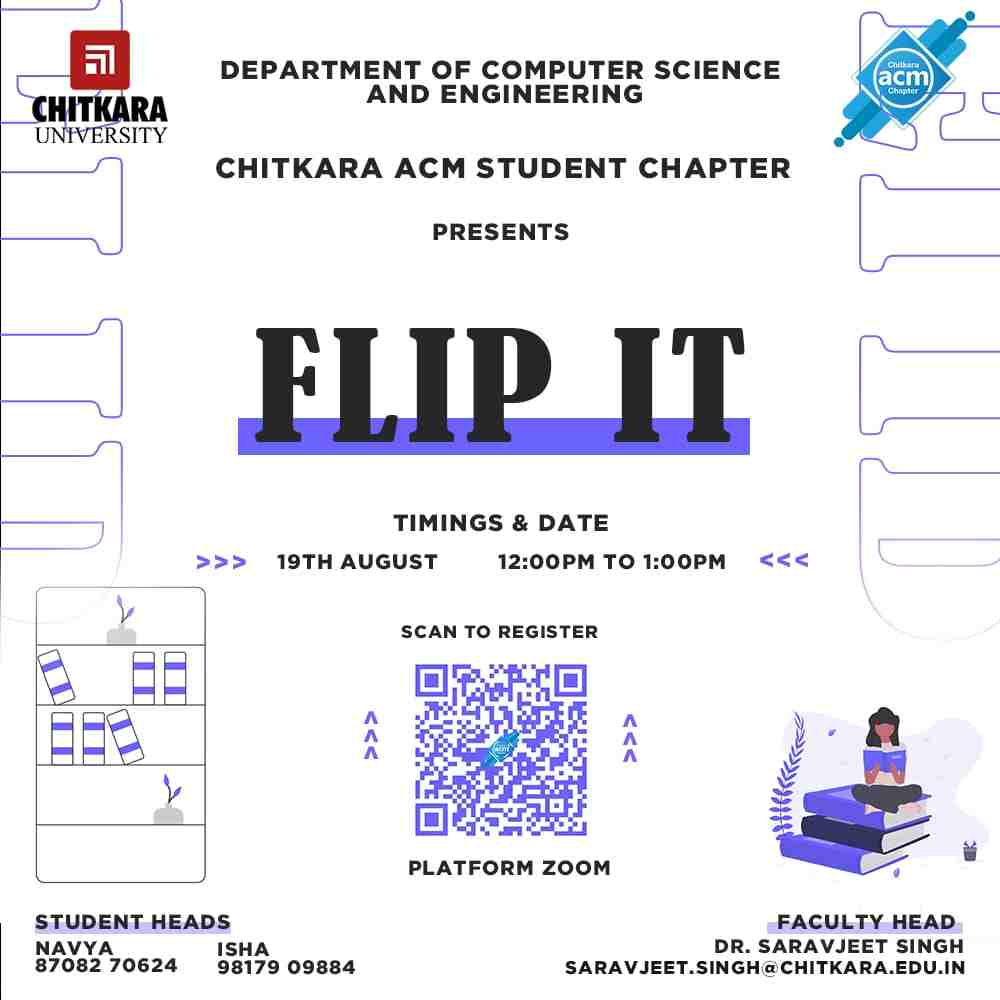 CHITKARA
UNIVERSITY
Chitkara
acm
Chapter
DEPARTMENT OF COMPUTER SCIENCE
AND ENGINEERING
CHITKARA ACM STUDENT CHAPTER
PRESENTS
FLIP IT
TIMINGS & DATE
>>> 19TH AUGUST 12:00PM TO 1:00PM <<<
SCAN TO REGISTER
acm
PLATFORM ZOOM
STUDENT HEADS
NAVYA
87082 70624
ISHA
98179 09884
FACULTY HEAD
DR. SARAVJEET SINGH
SARAVJEET.SINGH@CHITKARA.EDU.IN